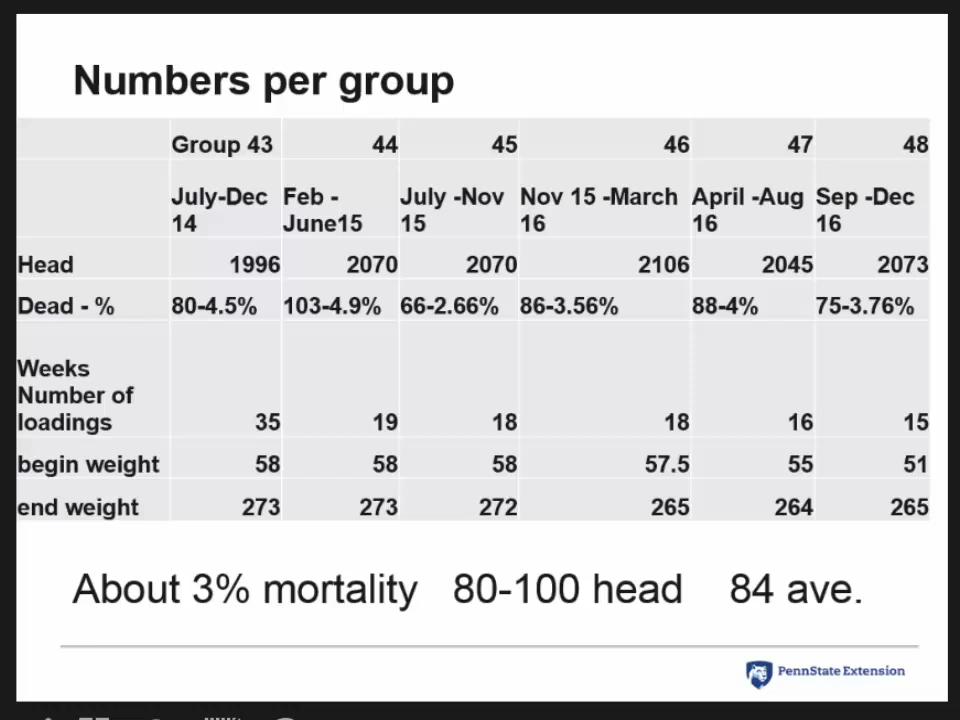 Numbers per group
Group 43 44 45 46 47 48
July-Dec Feb - July -Nov Nov 15 -March April -Aug Sep -Dec
14 June15 15 16 16 16
Head 1996 2070 2070 2106 2045 2073
Dead - % 80-4.5% 103-4.9% 66-2.66% 86-3.56% 88-4% 75-3.76%
Weeks
Number of
loadings 35 19 18 18 16 15
begin weight 58 58 58 57.5 55 51
end weight 273 273 272 265 264 265
About 3% mortality 80-100 head 84 ave.
PennState Extension